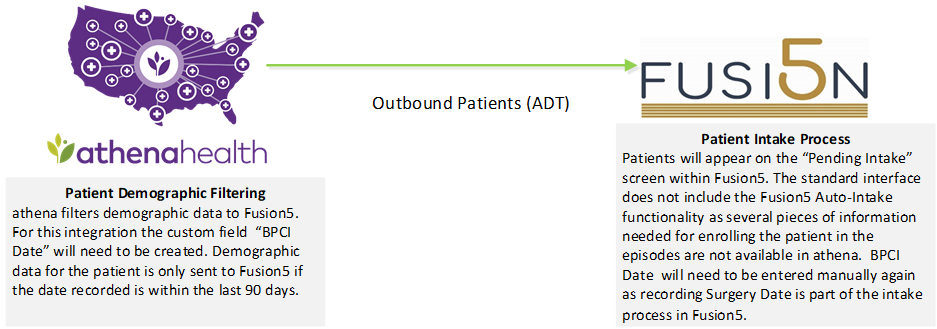 athenahealth
Patient Demographic Filtering
athena filters demographic data to Fusion5.
For this integration the custom field “BPCI
Date” will need to be created. Demographic
data for the patient is only sent to Fusion5 if
the date recorded is within the last 90 days.
Outbound Patients (ADT)
FUSI5N
Patient Intake Process
Patients will appear on the “Pending Intake”
screen within Fusion5. The standard interface
does not include the Fusion5 Auto-Intake
functionality as several pieces of information
needed for enrolling the patient in the
episodes are not available in athena. BPCI
Date will need to be entered manually again
as recording Surgery Date is part of the intake
process in Fusion5.